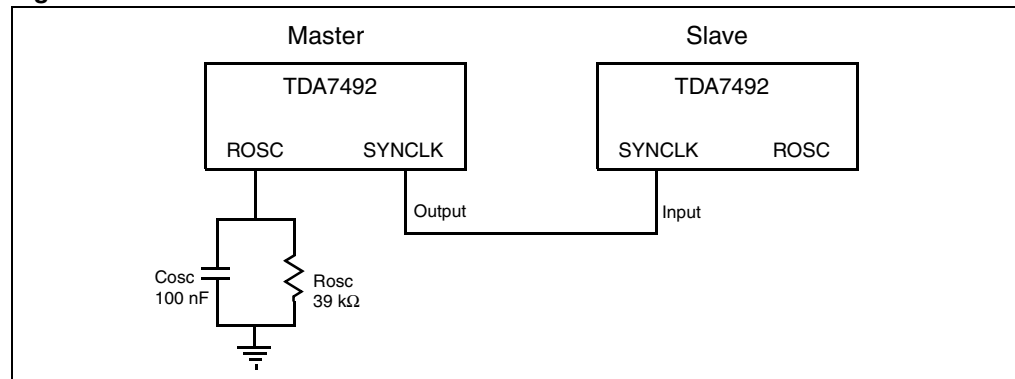 Master
Slave
TDA7492
TDA7492
ROSC
SYNCLK
SYNCLK
ROSC
Output
Input
Cosc
100 nF
Rosc
39 kΩ